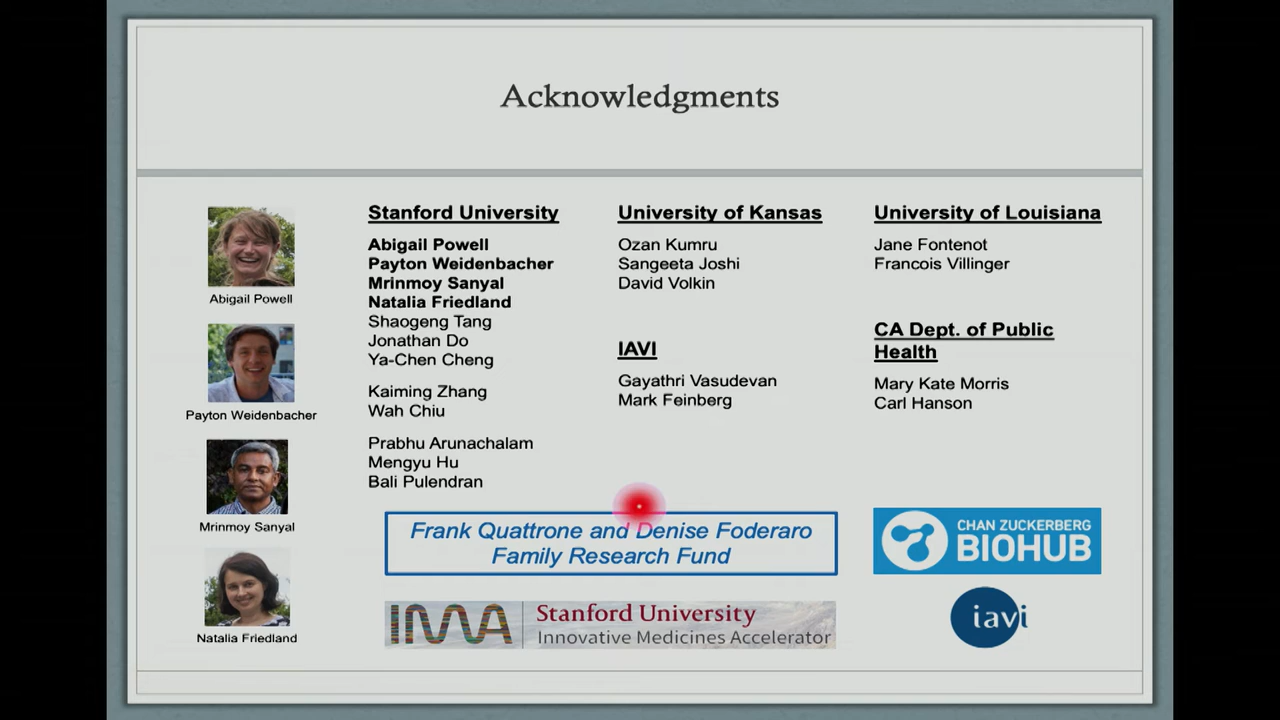 Acknowledgments
Abigail Powell
Payton Weidenbacher
Mrinmoy Sanyal
Natalia Friedland
Stanford University
Abigail Powell
Payton Weidenbacher
Mrinmoy Sanyal
Natalia Friedland
Shaogeng Tang
Jonathan Do
Ya-Chen Cheng
Kaiming Zhang
Wah Chiu
Prabhu Arunachalam
Mengyu Hu
Bali Pulendran
University of Kansas
Ozan Kumru
Sangeeta Joshi
David Volkin
IAVI
Gayathri Vasudevan
Mark Feinberg
University of Louisiana
Jane Fontenot
Francois Villinger
CA Dept. of Public
Health
Mary Kate Morris
Carl Hanson
Frank Quattrone and Denise Foderaro
Family Research Fund
CHAN ZUCKERBERG
BIOHUB
IMA
Stanford University
Innovative Medicines Accelerator
iavi